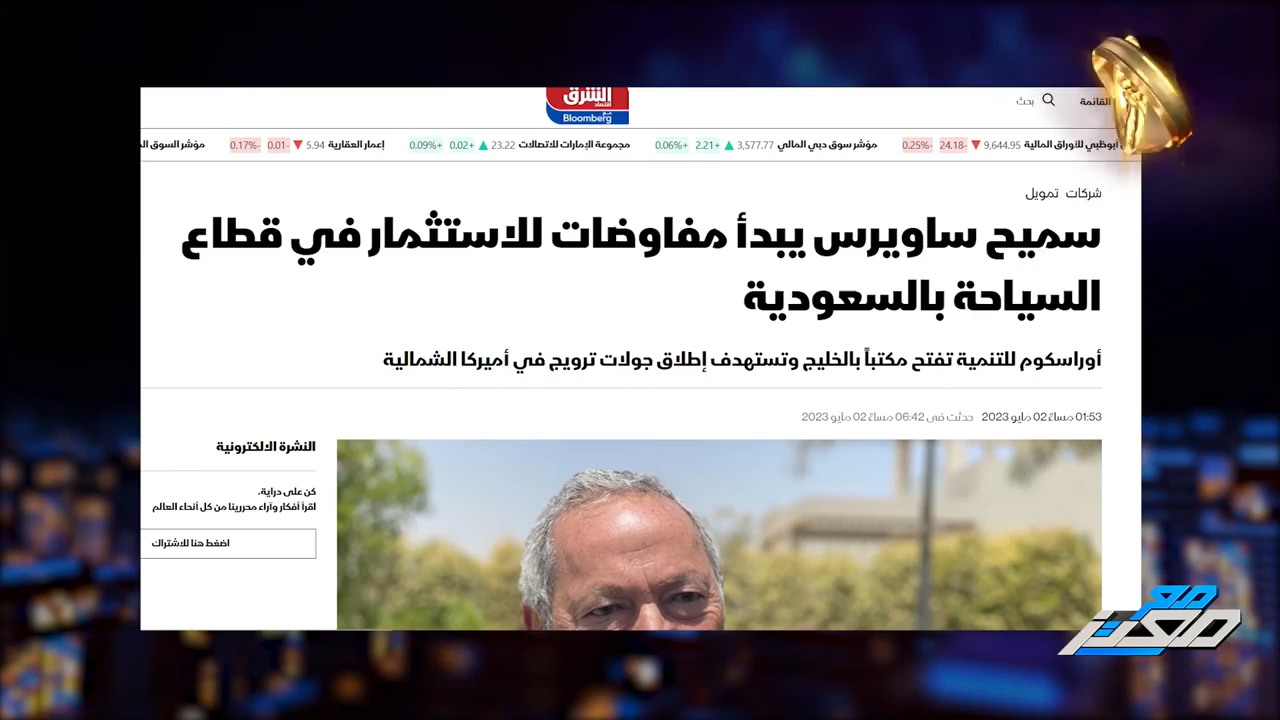 الشرق
اقتصاد
مع
Bloomberg
القائمة
بحث
أبوظبي للأوراق المالية 9,644.95 ▼ 24.18- 0.25%-
مؤشر سوق دبي المالي 3,577.77 ▲ 2.21+ 0.06%+
مجموعة الإمارات للاتصالات 23.22 ▲ 0.02+ 0.09%+
إعمار العقارية 5.94 ▼ 0.01- 0.17%-
مؤشر السوق
شركات تمويل
سميح ساويرس يبدأ مفاوضات للاستثمار في قطاع
السياحة بالسعودية
أوراسكوم للتنمية تفتح مكتباً بالخليج وتستهدف إطلاق جولات ترويج في أميركا الشمالية
01:53 مساءً 02 مايو 2023 حدثت في 06:42 مساءً 02 مايو 2023
النشرة الالكترونية
كن على دراية.
اقرأ أفكار وآراء محررينا من كل أنحاء العالم
اضغط هنا للاشتراك
مع
معتز